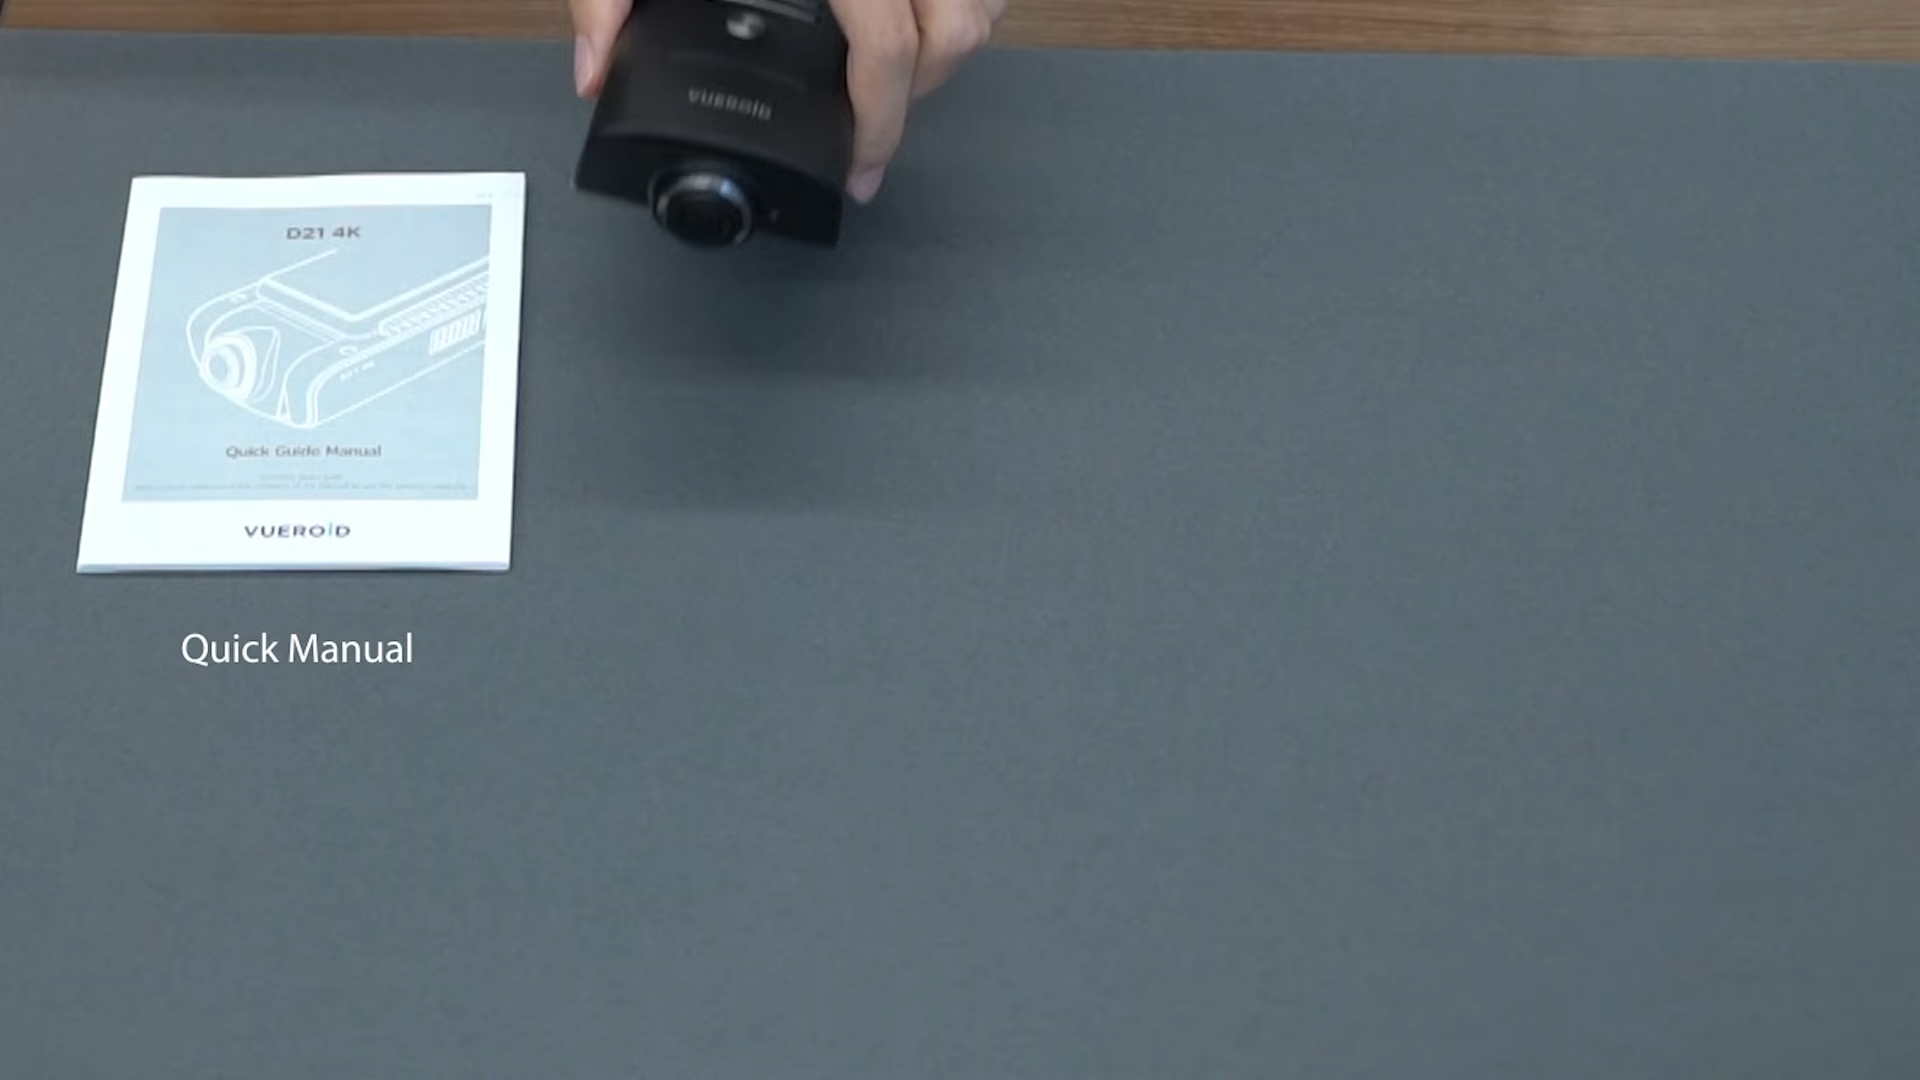 VUEROID
D21 4K
Quick Guide Manual
VUEROID
Quick Manual